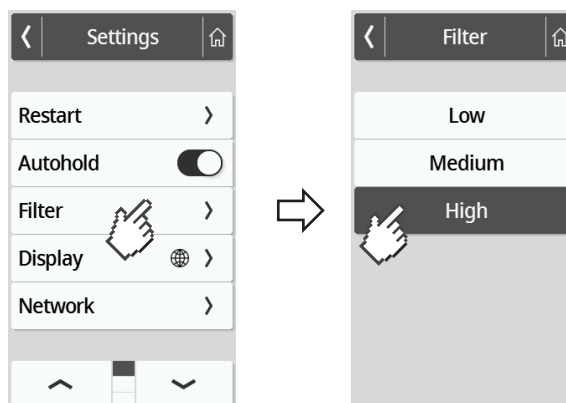 Settings
Restart
Autohold
Filter
Display
Network
Filter
Low
Medium
High